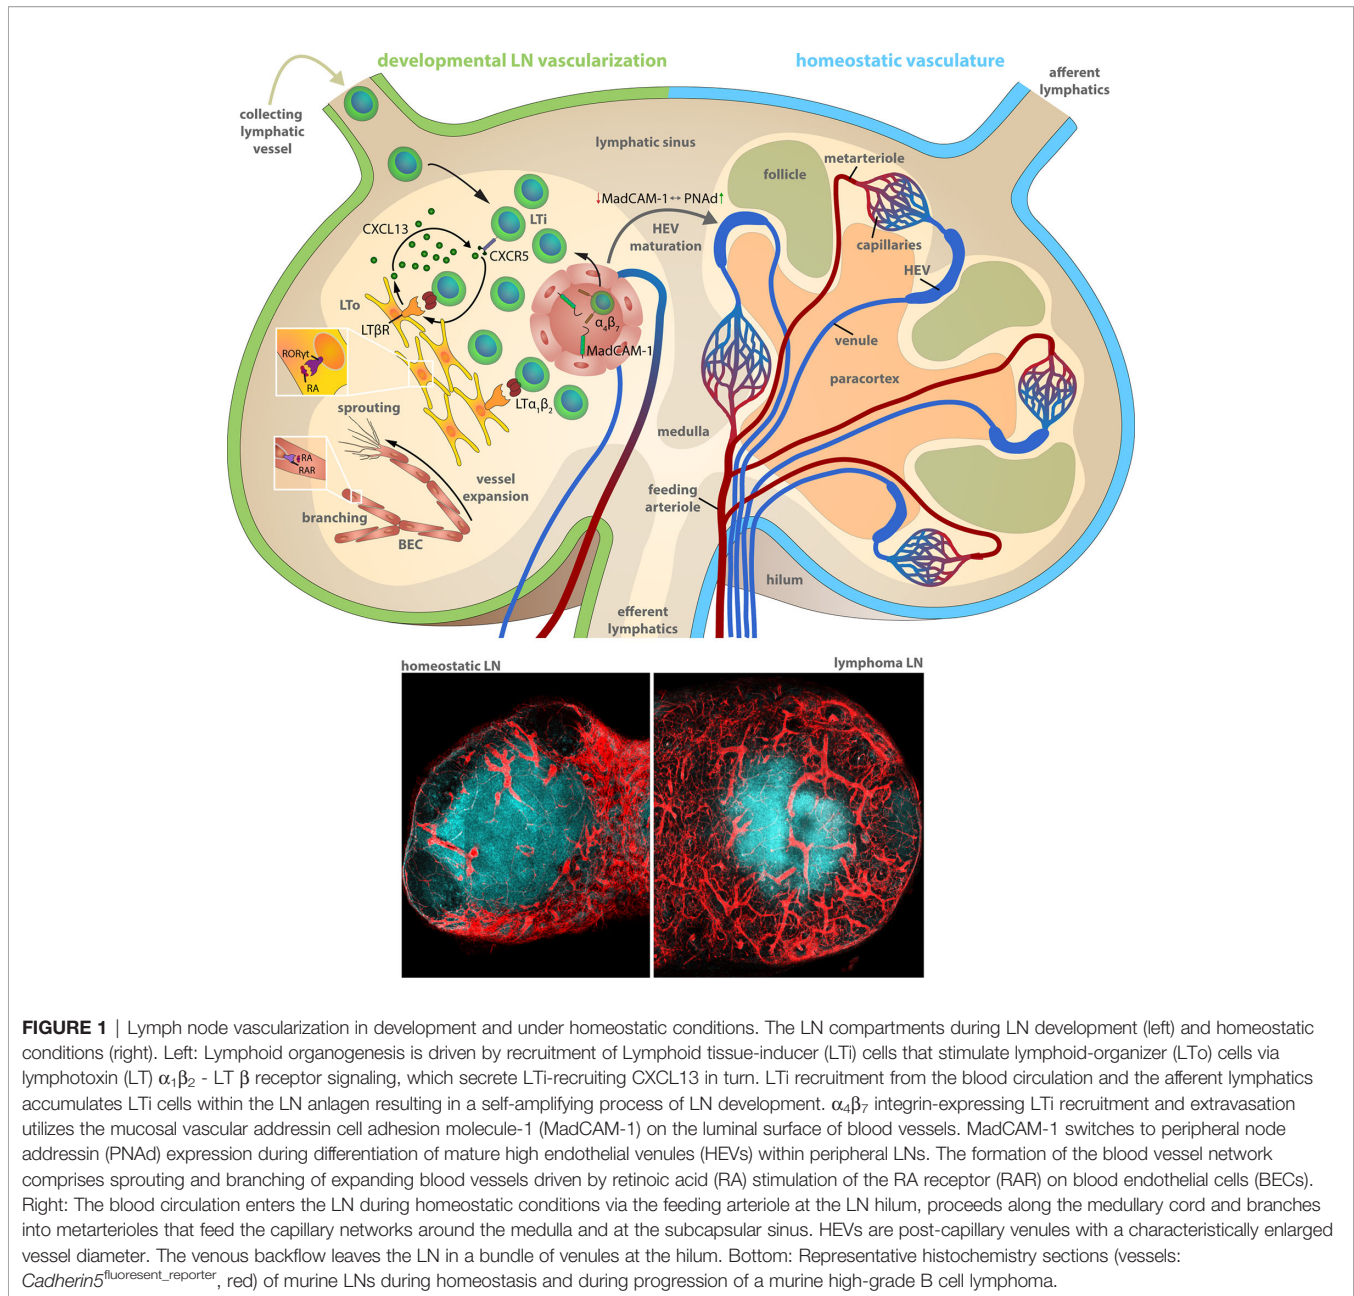 developmental LN vascularization
homeostatic vasculature
afferent
lymphatics
collecting
lymphatic
vessel
lymphatic sinus
metarteriole
follicle
↓MadCAM-1↔PNAd↑
LTi
CXCL13
HEV
maturation
capillaries
CXCR5
HEV
LTo
α4β7
LTβR
venule
MadCAM-1
RORγt
RA
paracortex
sprouting
LTα1β2
medulla
RA
RAR
vessel
expansion
feeding
arteriole
branching
BEC
hilum
efferent
lymphatics
homeostatic LN
lymphoma LN
FIGURE 1 | Lymph node vascularization in development and under homeostatic conditions. The LN compartments during LN development (left) and homeostatic
conditions (right). Left: Lymphoid organogenesis is driven by recruitment of Lymphoid tissue-inducer (LTi) cells that stimulate lymphoid-organizer (LTo) cells via
lymphotoxin (LT) α1β2 - LT β receptor signaling, which secrete LTi-recruiting CXCL13 in turn. LTi recruitment from the blood circulation and the afferent lymphatics
accumulates LTi cells within the LN anlagen resulting in a self-amplifying process of LN development. α4β7 integrin-expressing LTi recruitment and extravasation
utilizes the mucosal vascular addressin cell adhesion molecule-1 (MadCAM-1) on the luminal surface of blood vessels. MadCAM-1 switches to peripheral node
addressin (PNAd) expression during differentiation of mature high endothelial venules (HEVs) within peripheral LNs. The formation of the blood vessel network
comprises sprouting and branching of expanding blood vessels driven by retinoic acid (RA) stimulation of the RA receptor (RAR) on blood endothelial cells (BECs).
Right: The blood circulation enters the LN during homeostatic conditions via the feeding arteriole at the LN hilum, proceeds along the medullary cord and branches
into metarterioles that feed the capillary networks around the medulla and at the subcapsular sinus. HEVs are post-capillary venules with a characteristically enlarged
vessel diameter. The venous backflow leaves the LN in a bundle of venules at the hilum. Bottom: Representative histochemistry sections (vessels:
Cadherin5fluoresent_reporter, red) of murine LNs during homeostasis and during progression of a murine high-grade B cell lymphoma.